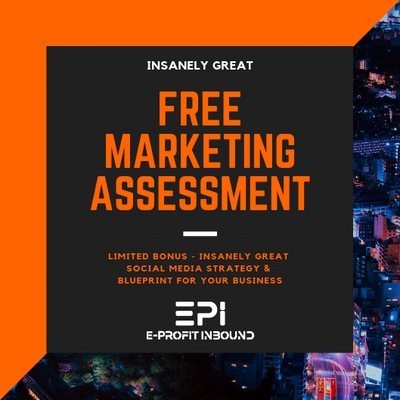 INSANELY GREAT
FREE
MARKETING
ASSESSMENT
LIMITED BONUS - INSANELY GREAT
SOCIAL MEDIA STRATEGY &
BLUEPRINT FOR YOUR BUSINESS
EPI
E-PROFIT INBOUND